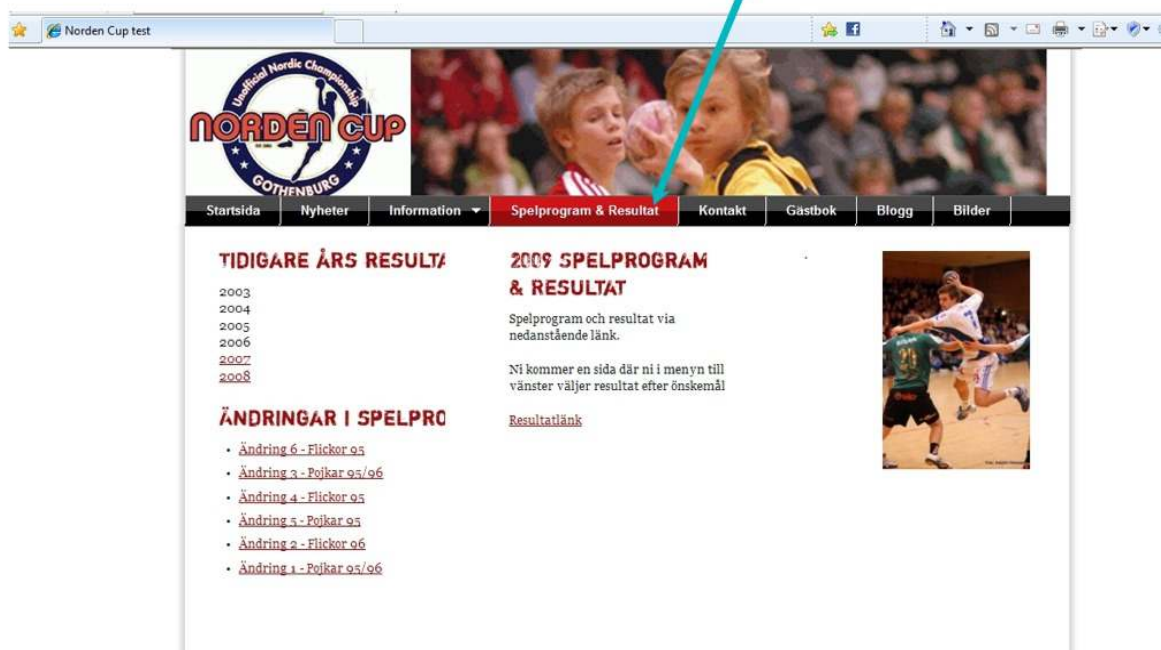 Norden Cup test
Unofficial Nordic Championship
NORDEN CUP
GOTHENBURG
Startsida Nyheter Information Spelprogram & Resultat Kontakt Gästbok Blogg Bilder
TIDIGARE ÅRS RESULTA
2003
2004
2005
2006
2007
2008
ÄNDRINGAR I SPELPRO
• Ändring 6 - Flickor 95
• Ändring 3 - Pojkar 95/96
• Ändring 4 - Flickor 95
• Ändring 5 - Pojkar 95
• Ändring 2 - Flickor 96
• Ändring 1 - Pojkar 95/96
2009 SPELPROGRAM
& RESULTAT
Spelprogram och resultat via
nedanstående länk.
Ni kommer en sida där ni i menyn till
vänster väljer resultat efter önskemål
Resultatlänk